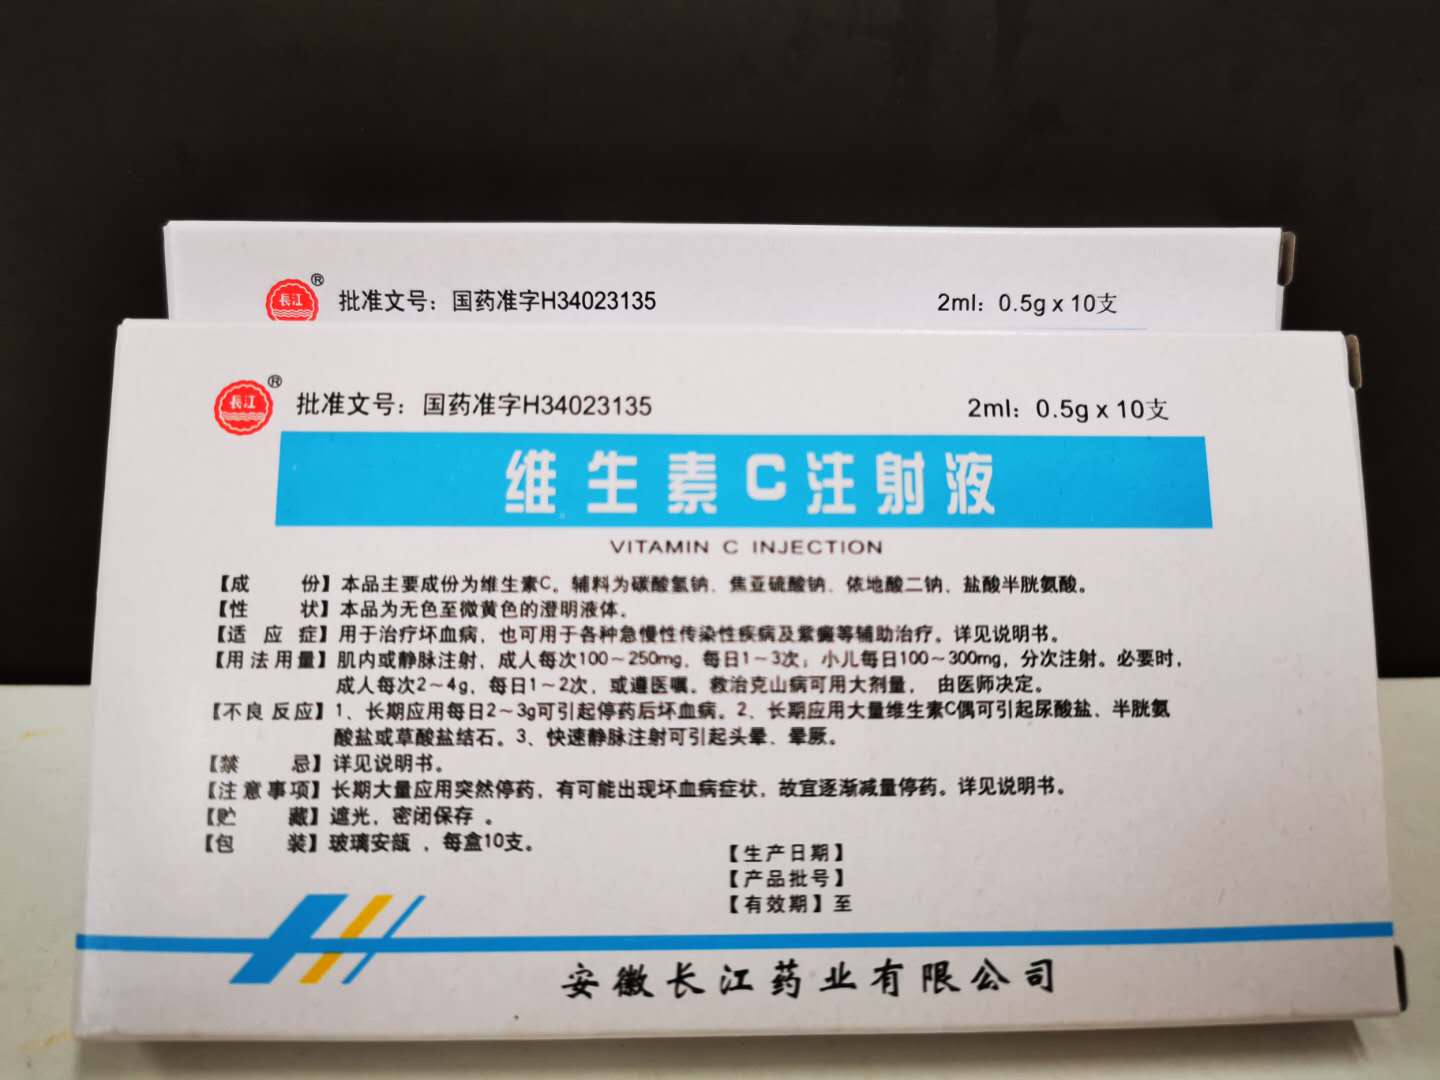 長江® 批准文号：国药准字H34023135 2ml：0.5g x 10支
長江® 批准文号：国药准字H34023135 2ml：0.5g x 10支
维生素C注射液
VITAMIN C INJECTION
【成 份】本品主要成份为维生素C。辅料为碳酸氢钠、焦亚硫酸钠、依地酸二钠、盐酸半胱氨酸。
【性 状】本品为无色至微黄色的澄明液体。
【适 应 症】用于治疗坏血病，也可用于各种急慢性传染性疾病及紫癜等辅助治疗。详见说明书。
【用法用量】肌内或静脉注射，成人每次100～250mg，每日1～3次；小儿每日100～300mg，分次注射。必要时，
成人每次2～4g，每日1～2次，或遵医嘱。救治克山病可用大剂量， 由医师决定。
【不良反应】1、长期应用每日2～3g可引起停药后坏血病。2、长期应用大量维生素C偶可引起尿酸盐、半胱氨
酸盐或草酸盐结石。3、快速静脉注射可引起头晕、晕厥。
【禁 忌】详见说明书。
【注意事项】长期大量应用突然停药，有可能出现坏血病症状，故宜逐渐减量停药。详见说明书。
【贮 藏】遮光，密闭保存 。
【包 装】玻璃安瓿 ，每盒10支。
【生产日期】
【产品批号】
【有效期】至
安徽长江药业有限公司